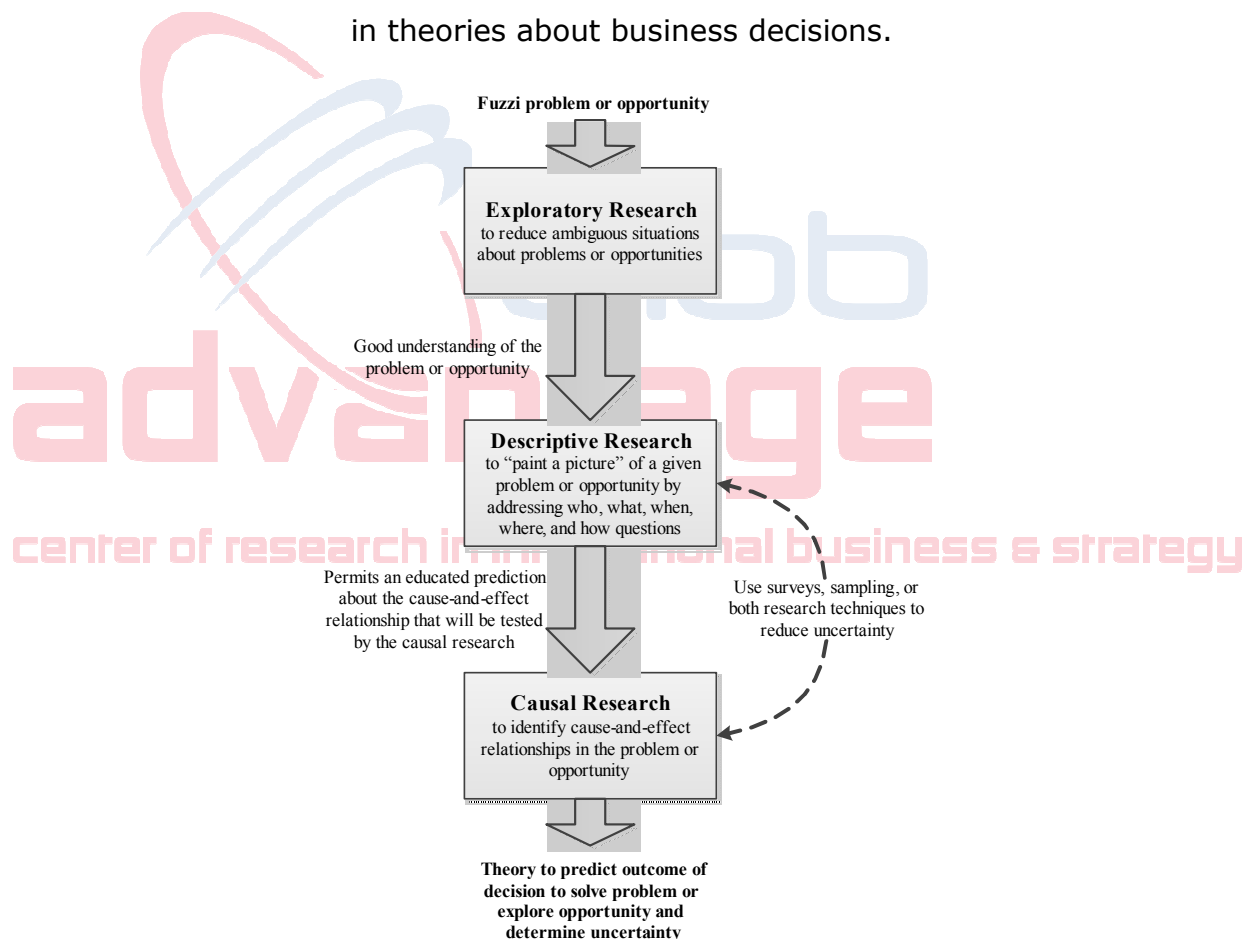 in theories about business decisions.
Fuzzi problem or opportunity
Exploratory Research
to reduce ambiguous situations
about problems or opportunities
Good understanding of the
problem or opportunity
Descriptive Research
to “paint a picture” of a given
problem or opportunity by
addressing who, what, when,
where, and how questions
Permits an educated prediction
about the cause-and-effect
relationship that will be tested
by the causal research
Use surveys, sampling, or
both research techniques to
reduce uncertainty
Causal Research
to identify cause-and-effect
relationships in the problem or
opportunity
Theory to predict outcome of
decision to solve problem or
explore opportunity and
determine uncertainty
center of research in business & strategy